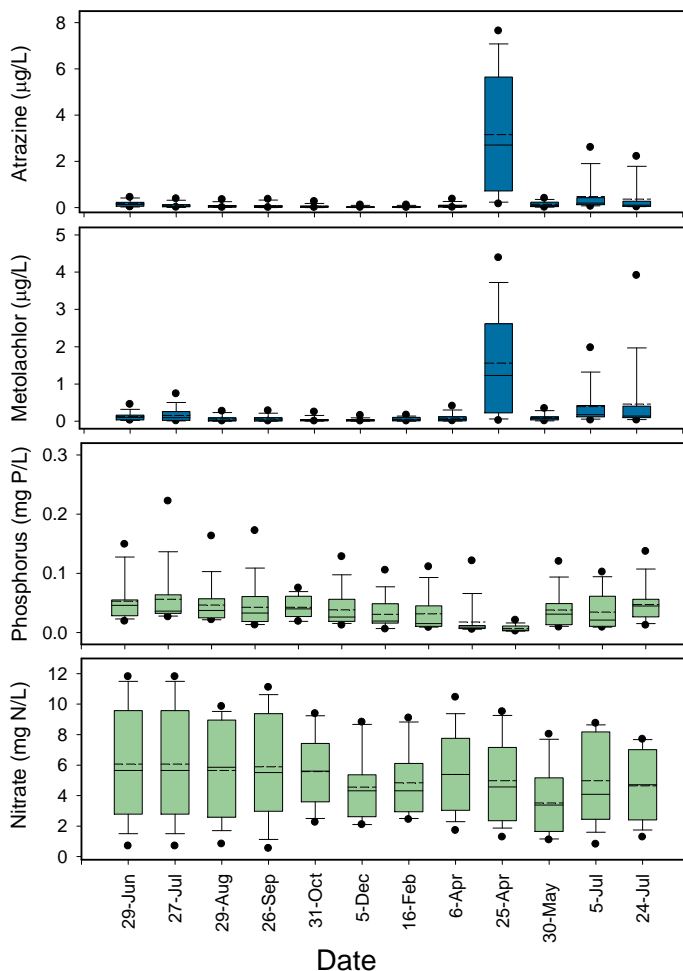 8
6
4
2
0
Atrazine (μg/L)
5
4
3
2
1
0
Metolachlor (μg/L)
0.3
0.2
0.1
0.0
Phosphorus (mg P/L)
12
10
8
6
4
2
0
Nitrate (mg N/L)
29-Jun
27-Jul
29-Aug
26-Sep
31-Oct
5-Dec
16-Feb
6-Apr
25-Apr
30-May
5-Jul
24-Jul
Date